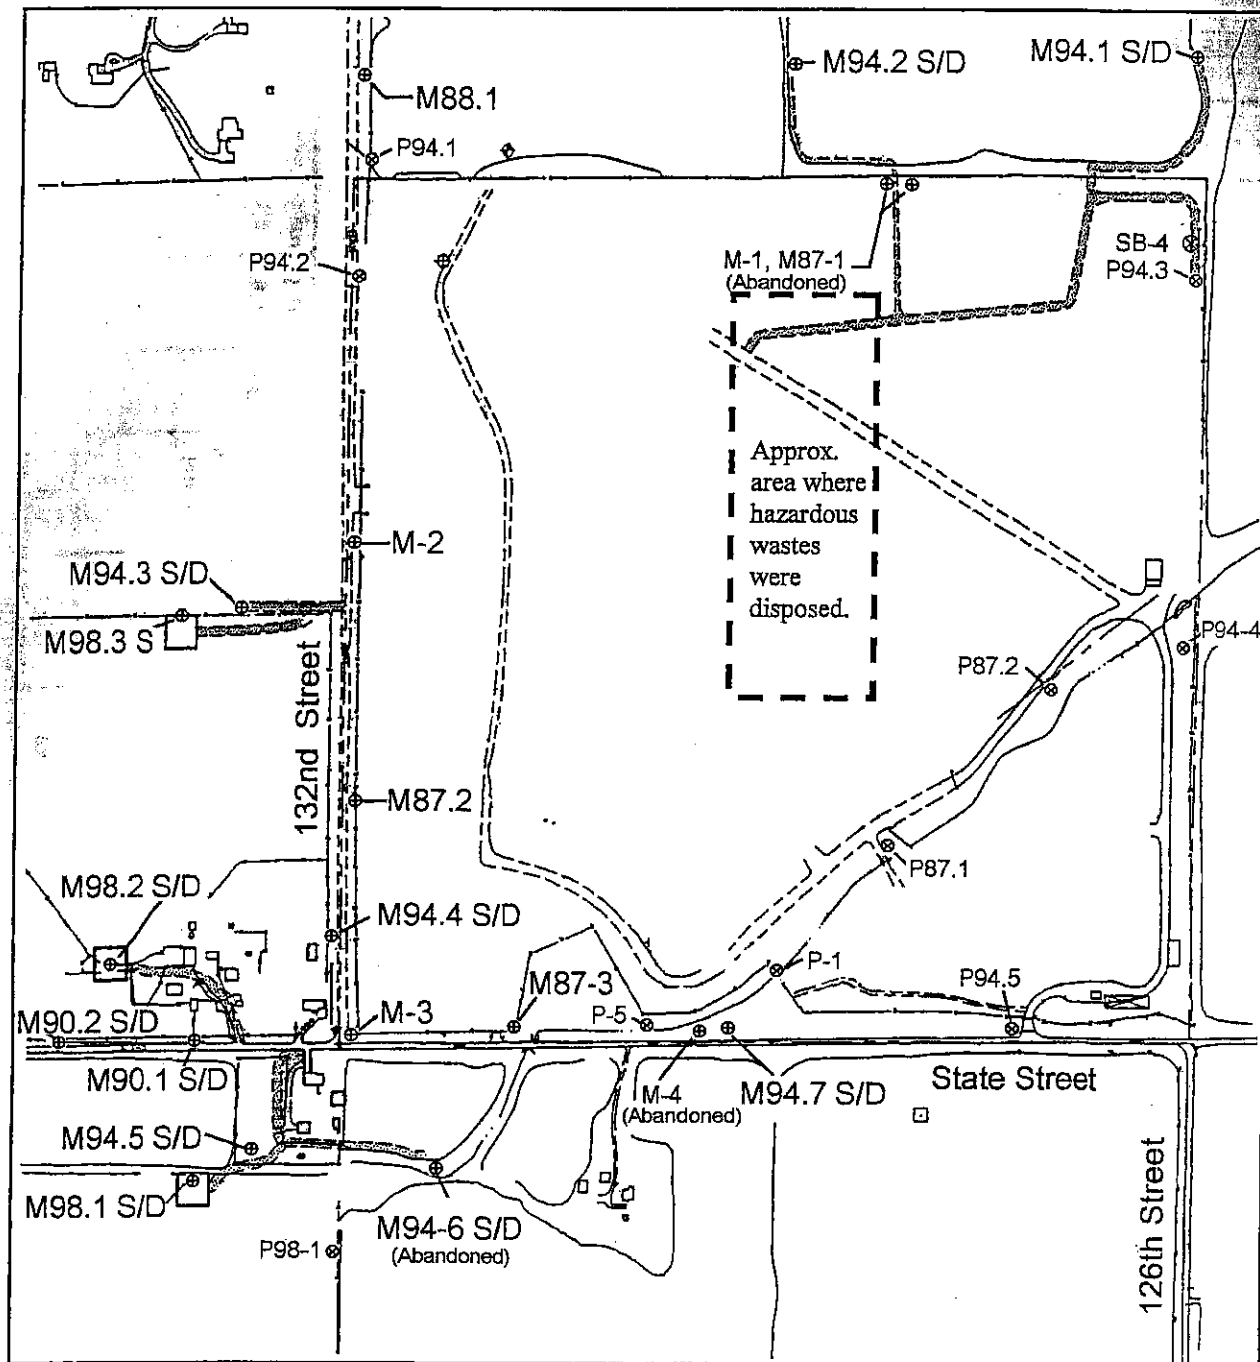 M94.2 S/D
M94.1 S/D
M88.1
P94.1
SB-4
P94.3
P94.2
M-1, M87-1
(Abandoned)
Approx.
area where
hazardous
wastes
were
disposed.
M-2
M94.3 S/D
M98.3 S
P94-4
P87.2
132nd Street
M87.2
P87.1
M98.2 S/D
M94.4 S/D
P-1
M87-3
P94.5
M-3
P-5
M90.2 S/D
M90.1 S/D
State Street
M-4
(Abandoned)
M94.7 S/D
M94.5 S/D
M98.1 S/D
M94-6 S/D
(Abandoned)
P98-1
126th Street